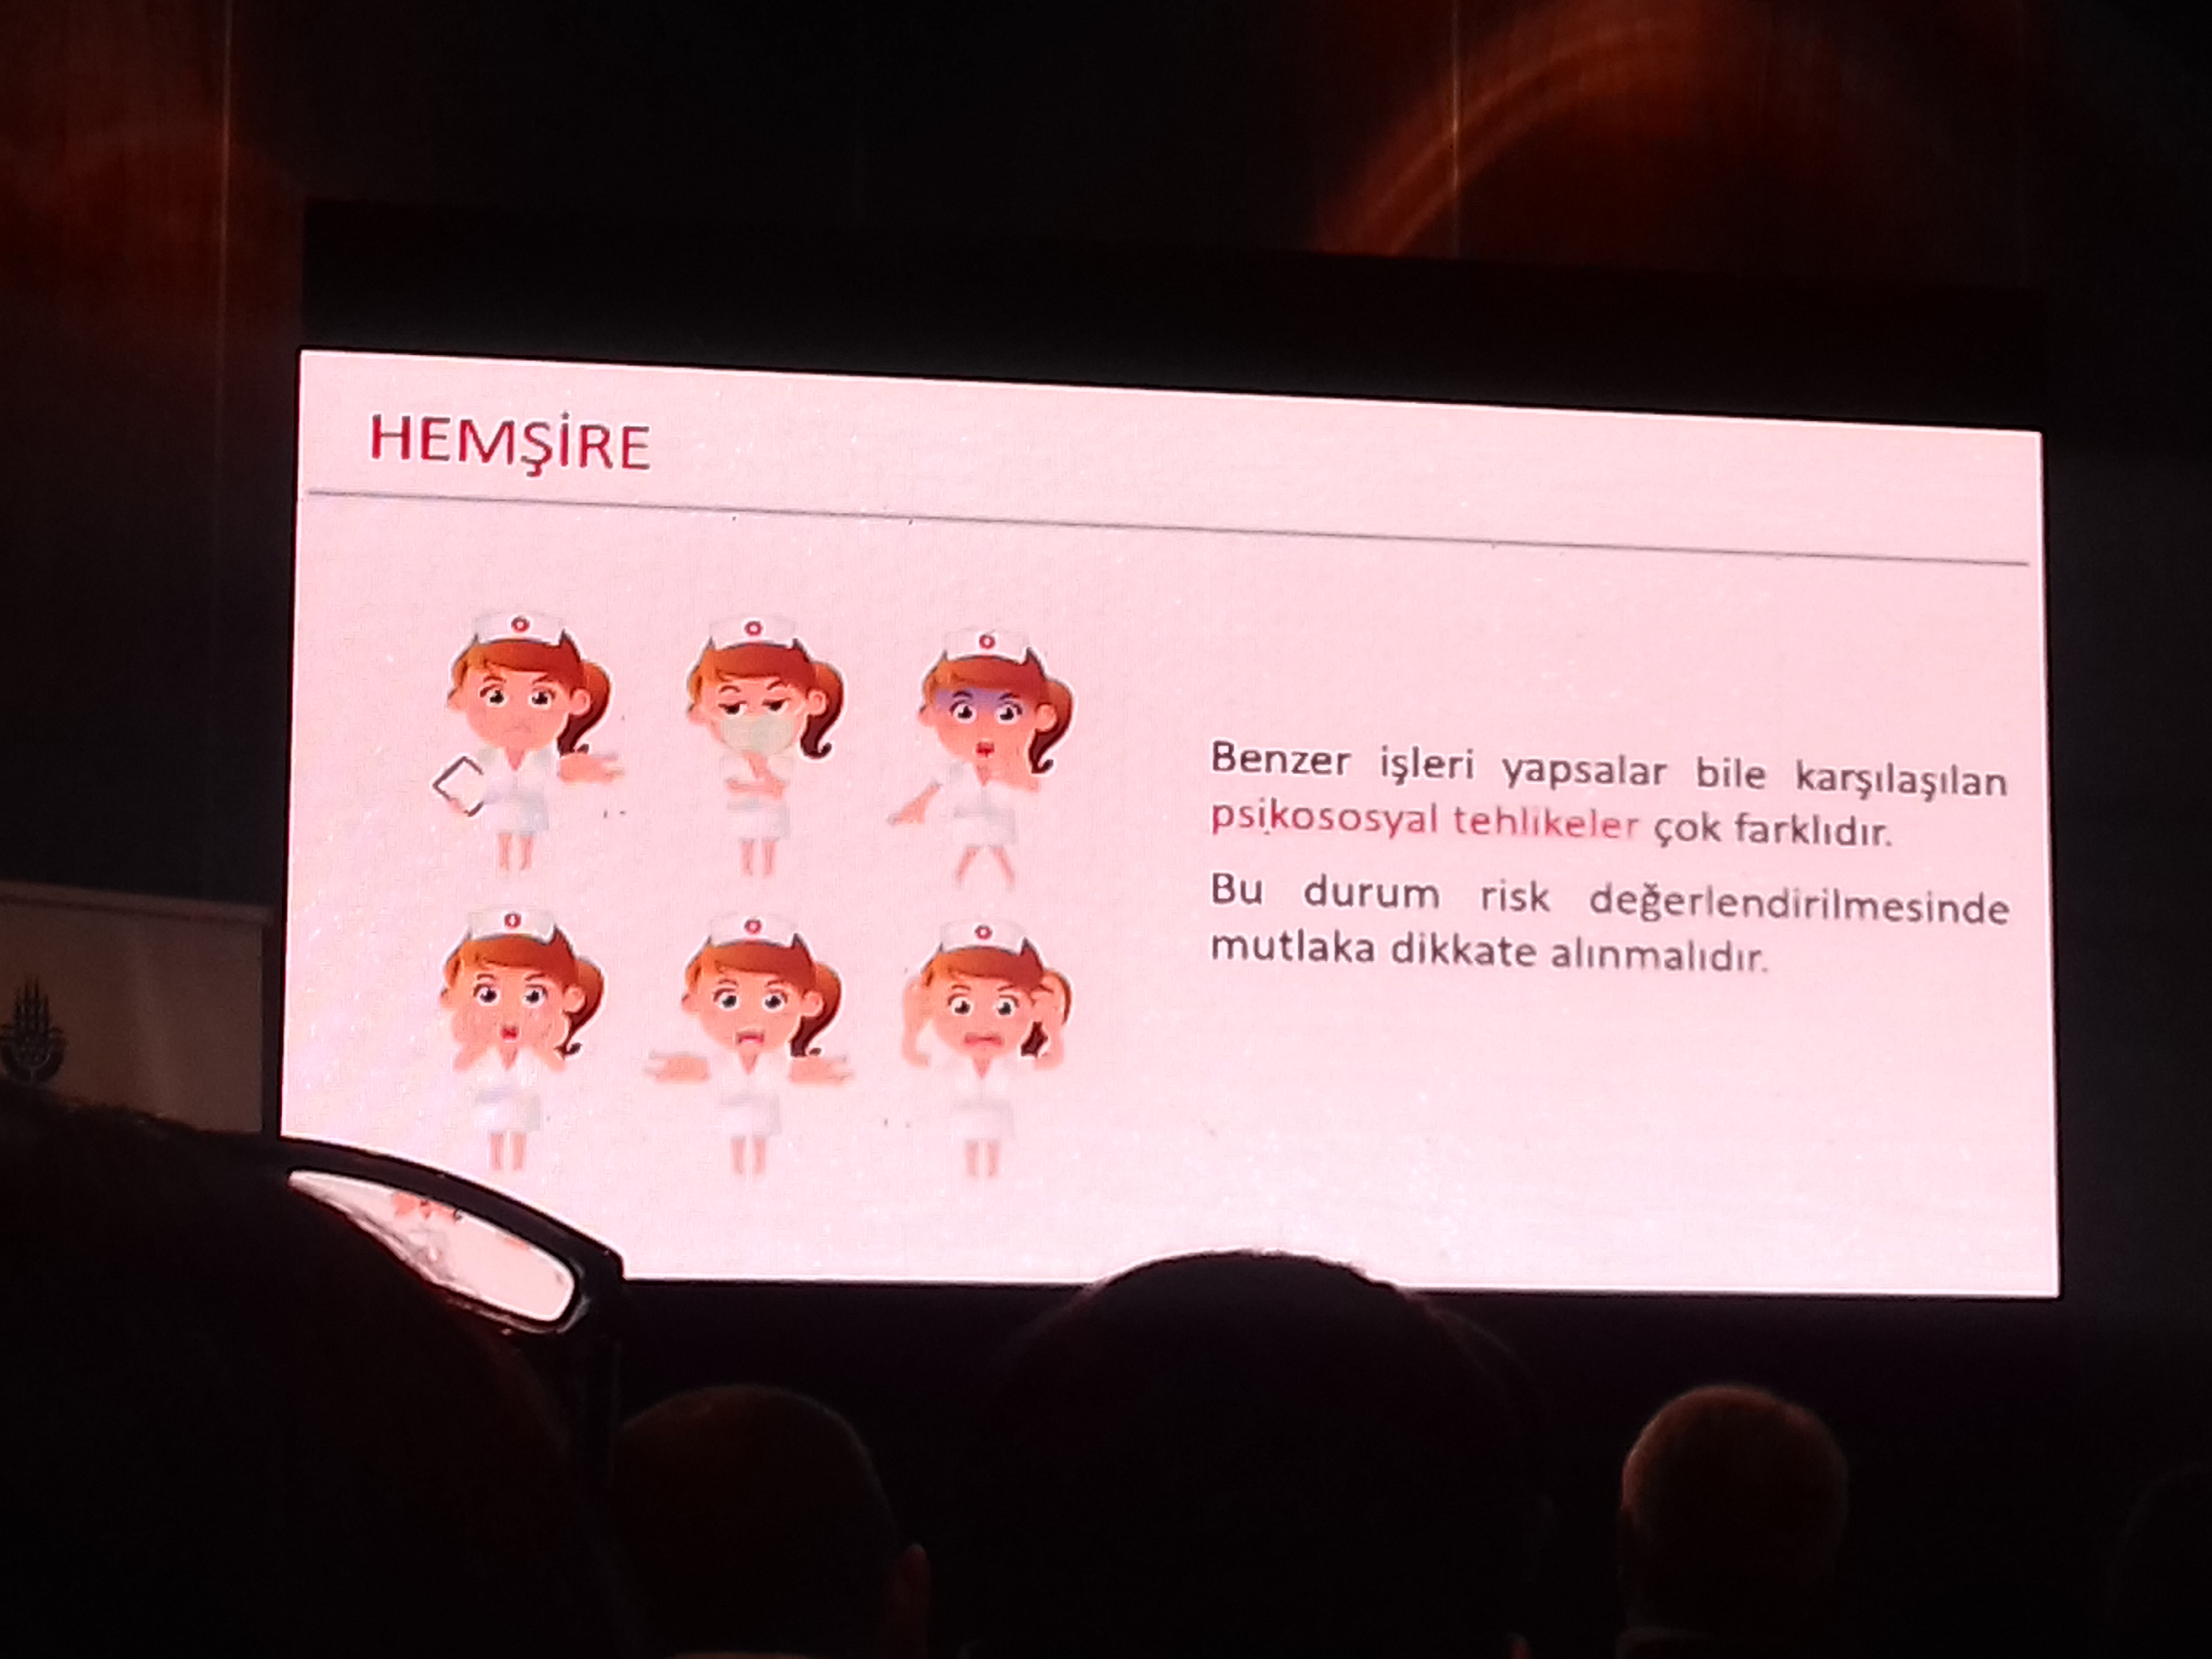 HEMŞİRE
Benzer işleri yapsalar bile karşılaşılan
psikososyal tehlikeler çok farklıdır.
Bu durum risk değerlendirilmesinde
mutlaka dikkate alınmalıdır.